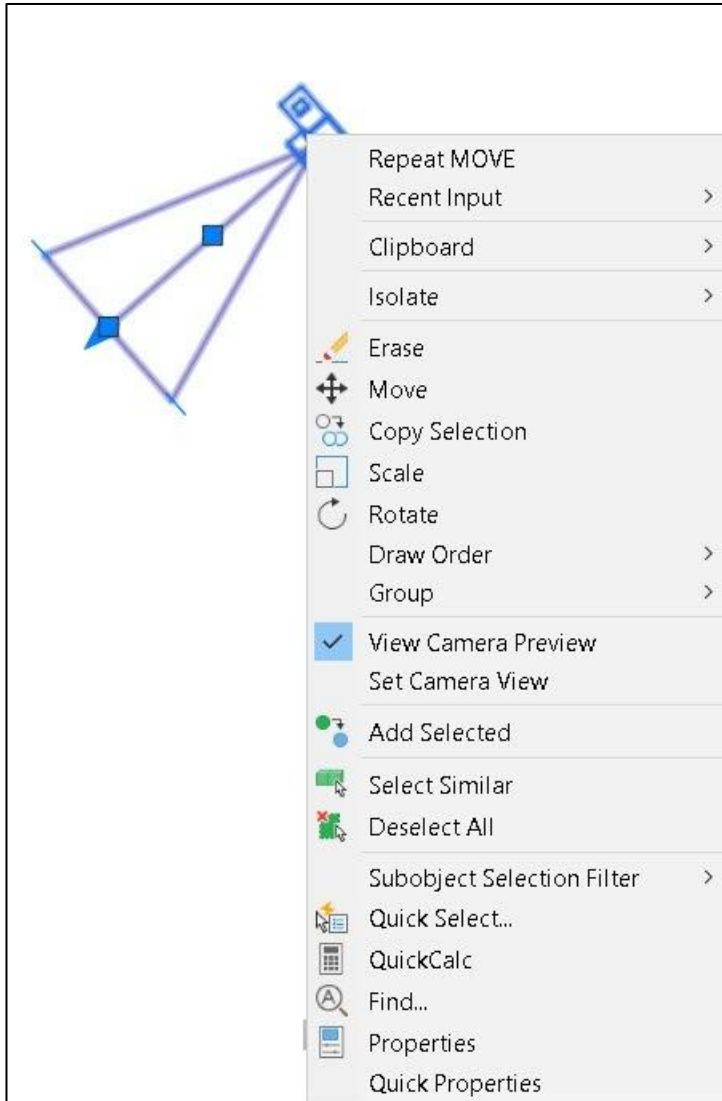 Repeat MOVE
Recent Input
Clipboard
Isolate
Erase
Move
Copy Selection
Scale
Rotate
Draw Order
Group
View Camera Preview
Set Camera View
Add Selected
Select Similar
Deselect All
Subobject Selection Filter
Quick Select...
QuickCalc
Find...
Properties
Quick Properties